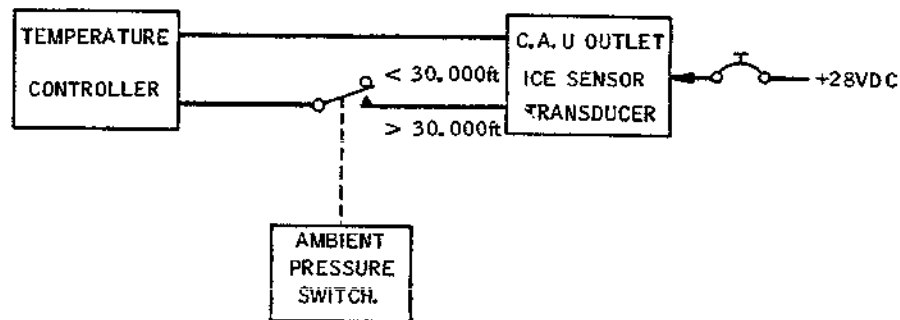 TEMPERATURE
CONTROLLER
< 30.000ft
> 30.000ft
C.A.U OUTLET
ICE SENSOR
TRANSDUCER
+28VDC
AMBIENT
PRESSURE
SWITCH.